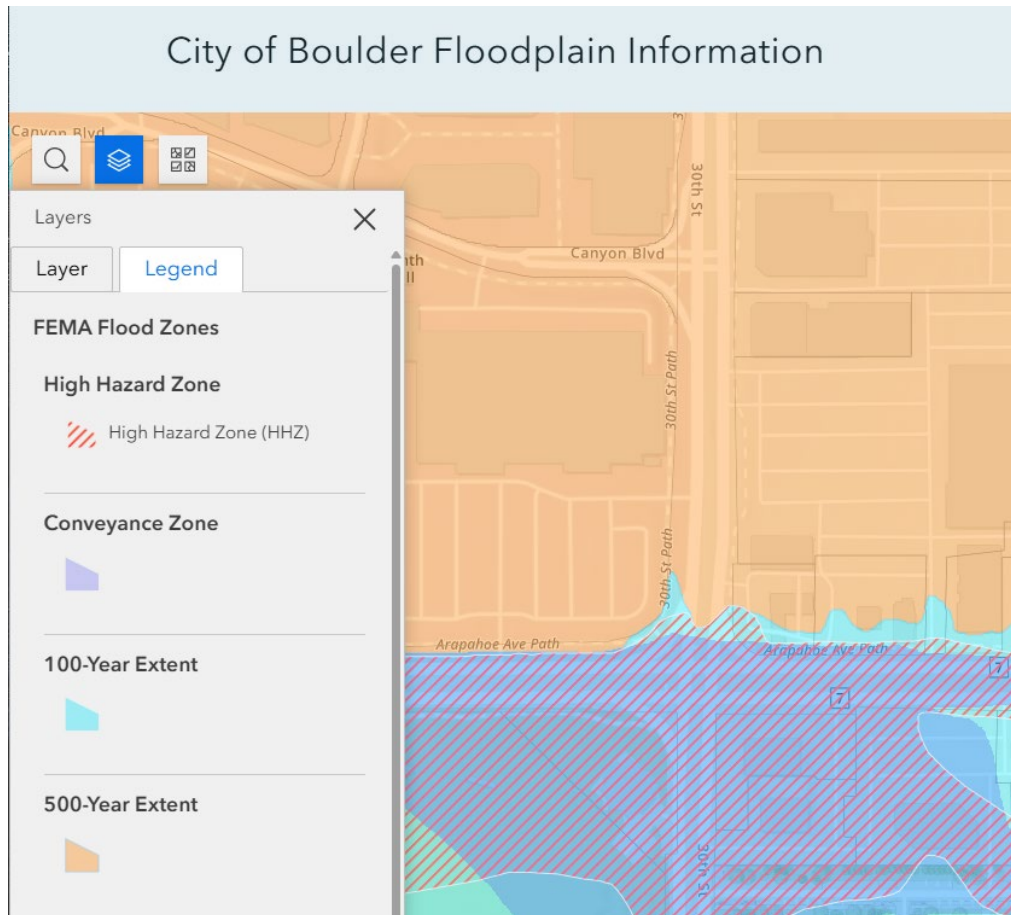 City of Boulder Floodplain Information
Canyon Blvd
30th St
Layers
Canyon Blvd
Layer
Legend
FEMA Flood Zones
High Hazard Zone
High Hazard Zone (HHZ)
30th St Path
Conveyance Zone
30th St Path
100-Year Extent
Arapahoe Ave Path
Arapahoe Ave Path
7
7
500-Year Extent
30th St